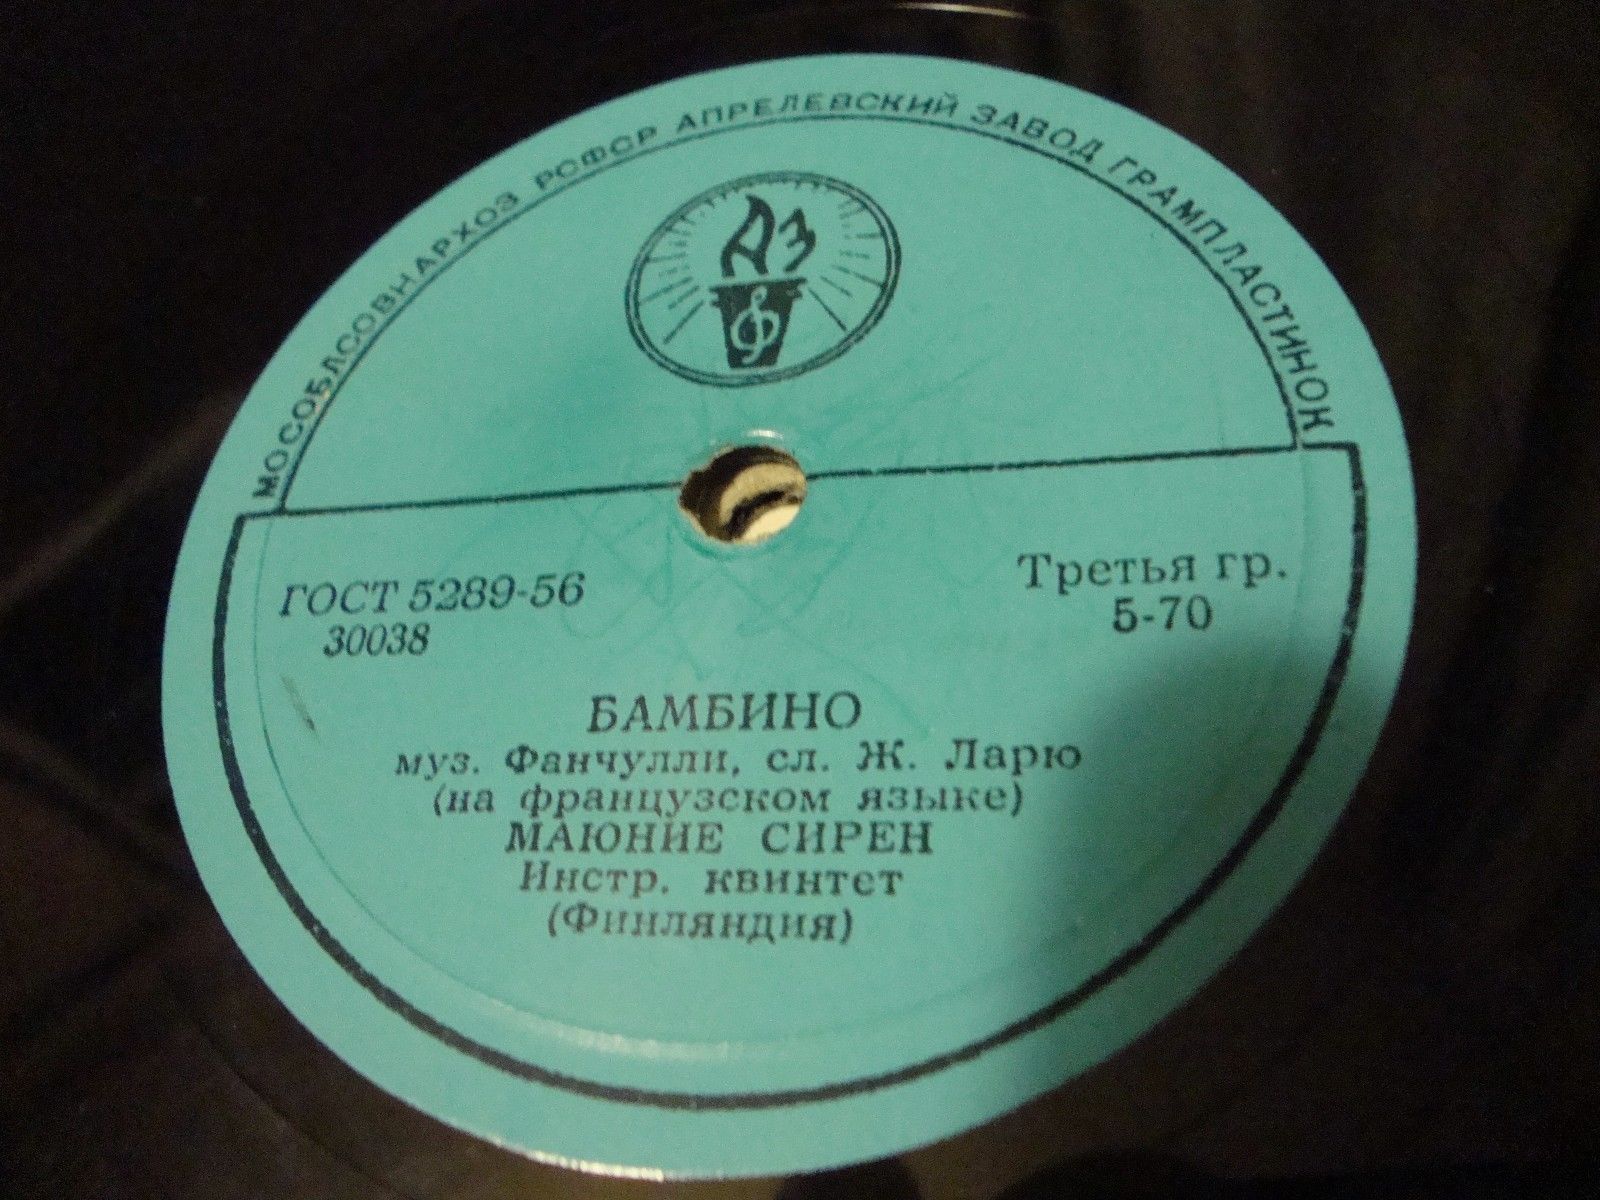 МОСОБЛСОВНАРХОЗ РСФСР АПРЕЛЕВСКИЙ ЗАВОД ГРАМПЛАСТИНОК
АЗ
ГОСТ 5289-56
30038
Третья гр.
5-70
БАМБИНО
муз. Фанчулли, сл. Ж. Ларю
(на французском языке)
МАЮНИЕ СИРЕН
Инстр. квинтет
(Финляндия)